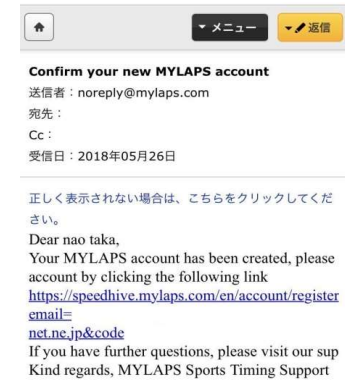 メニュー
返信
Confirm your new MYLAPS account
送信者：noreply@mylaps.com
宛先：
Cc：
受信日：2018年05月26日
正しく表示されない場合は、こちらをクリックしてくだ
さい。
Dear nao taka,
Your MYLAPS account has been created, please
account by clicking the following link
https://speedhive.mylaps.com/en/account/register
email=
net.ne.jp&code
If you have further questions, please visit our sup
Kind regards, MYLAPS Sports Timing Support